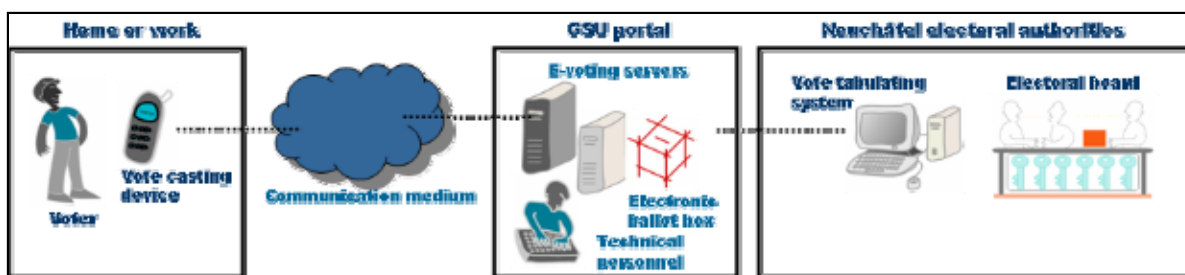 Home or work
GSU portal
Neuchâtel electoral authorities
E-voting servers
Vote tabulating
system
Electoral board
Vote casting
device
Voter
Communication medium
Electronic
ballot box
Technical
personnel